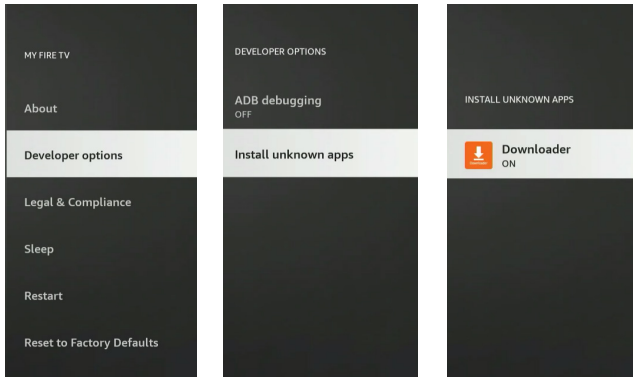 MY FIRE TV
About
Developer options
Legal & Compliance
Sleep
Restart
Reset to Factory Defaults
DEVELOPER OPTIONS
ADB debugging
OFF
Install unknown apps
INSTALL UNKNOWN APPS
Downloader
ON